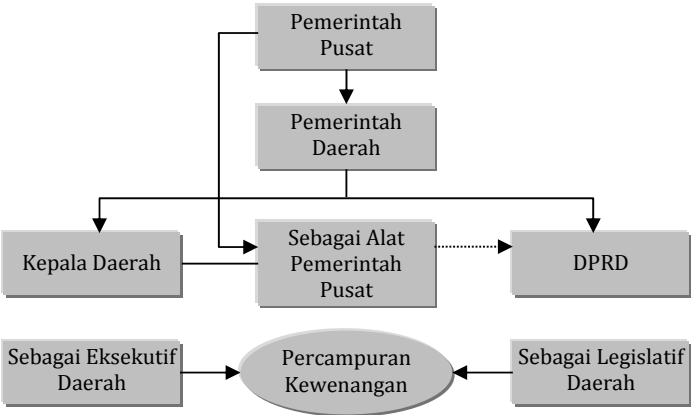 Pemerintah
Pusat
Pemerintah
Daerah
Kepala Daerah
Sebagai Alat
Pemerintah
Pusat
DPRD
Sebagai Eksekutif
Daerah
Percampuran
Kewenangan
Sebagai Legislatif
Daerah